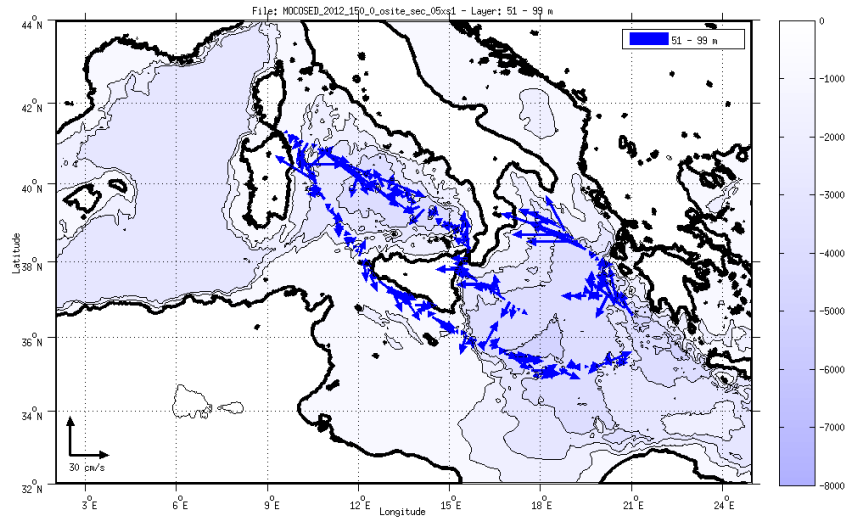 File: MOCOSED_2012_150_0_osite_sec_05xs1 - Layer: 51 - 99 m
44°N
42°N
40°N
38°N
36°N
34°N
32°N
Latitude
51 - 99 m
30 cm/s
3°E
6°E
9°E
12°E
15°E
18°E
21°E
24°E
Longitude
0
-1000
-2000
-3000
-4000
-5000
-6000
-7000
-8000